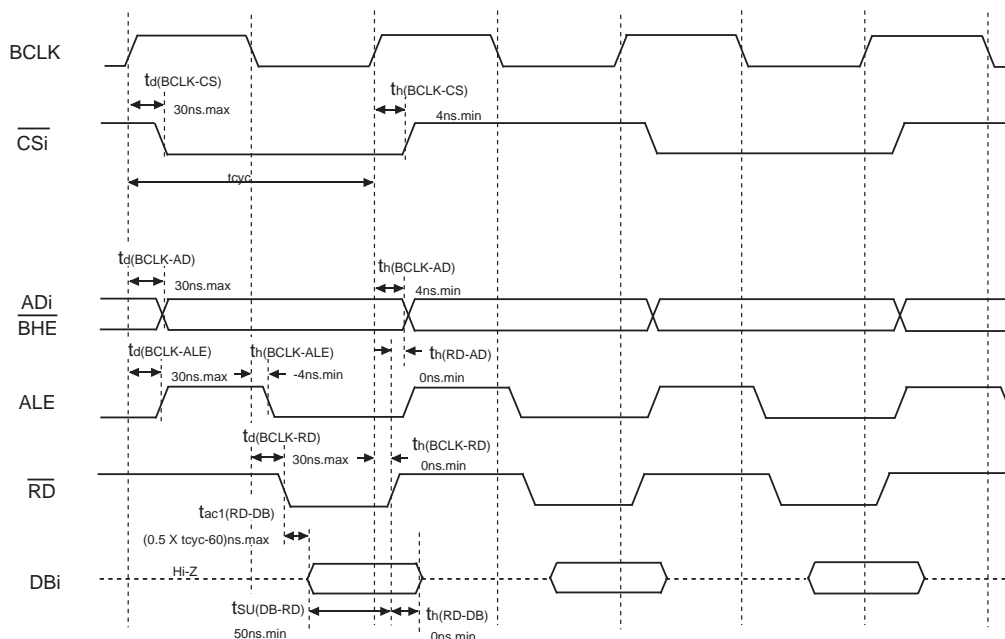 BCLK
td(BCLK-CS)
30ns.max
th(BCLK-CS)
4ns.min
CSi
tcyc
td(BCLK-AD)
30ns.max
th(BCLK-AD)
4ns.min
ADi
BHE
td(BCLK-ALE)
30ns.max
th(BCLK-ALE)
-4ns.min
th(RD-AD)
0ns.min
ALE
td(BCLK-RD)
30ns.max
th(BCLK-RD)
0ns.min
RD
tac1(RD-DB)
(0.5 X tcyc-60)ns.max
Hi-Z
DBi
tSU(DB-RD)
50ns.min
th(RD-DB)
0ns.min